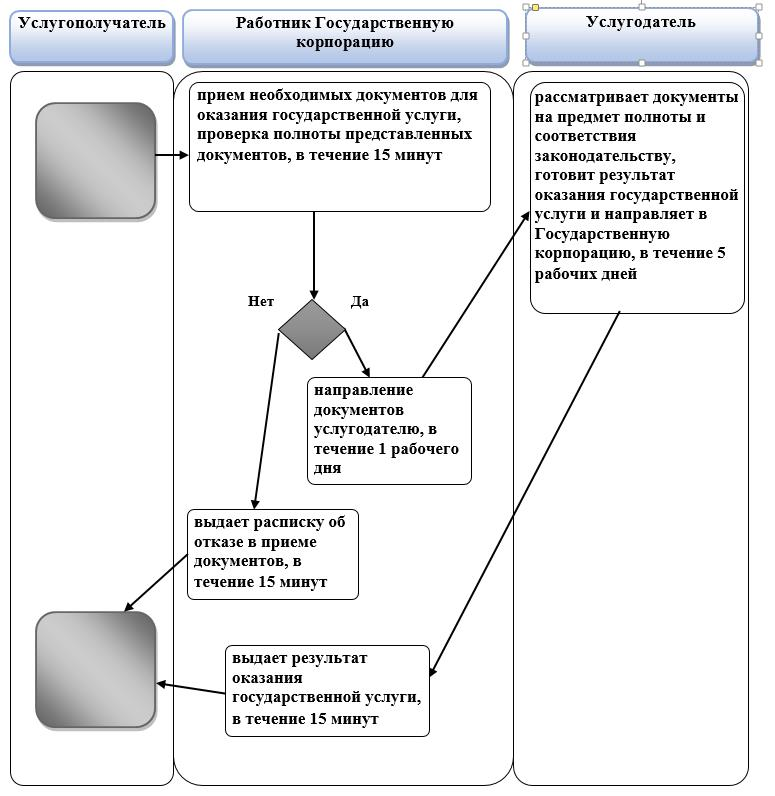 Услугополучатель
Работник Государственную
корпорацию
Услугодатель
прием необходимых документов для
оказания государственной услуги,
проверка полноты представленных
документов, в течение 15 минут
рассматривает документы
на предмет полноты и
соответствия
законодательству,
готовит результат
оказания государственной
услуги и направляет в
Государственную
корпорацию, в течение 5
рабочих дней
Нет
Да
направление
документов
услугодателю, в
течение 1 рабочего
дня
выдает расписку об
отказе в приеме
документов, в
течение 15 минут
выдает результат
оказания
государственной услуги,
в течение 15 минут